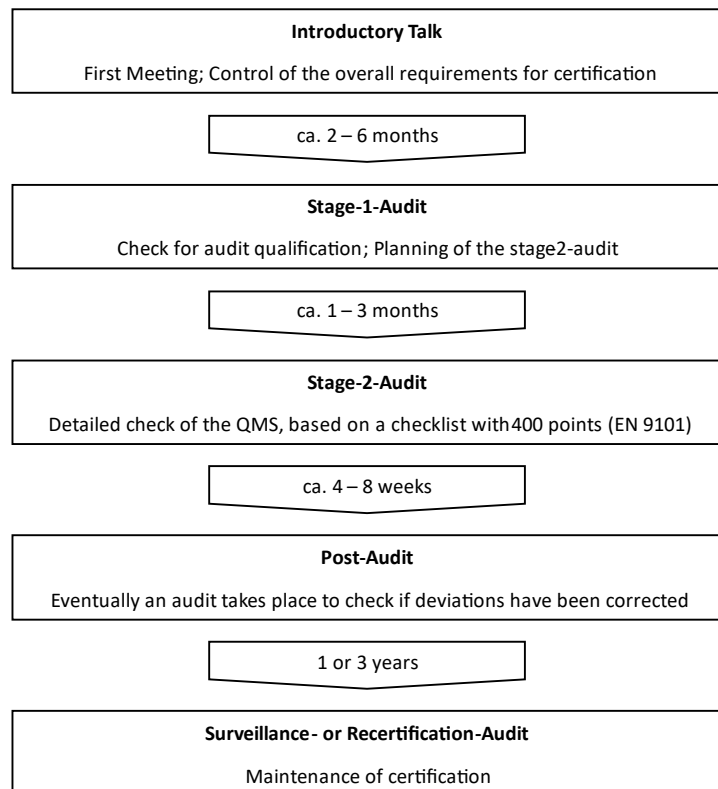 Introductory Talk
First Meeting; Control of the overall requirements for certification
ca. 2 – 6 months
Stage-1-Audit
Check for audit qualification; Planning of the stage2-audit
ca. 1 – 3 months
Stage-2-Audit
Detailed check of the QMS, based on a checklist with400 points (EN 9101)
ca. 4 – 8 weeks
Post-Audit
Eventually an audit takes place to check if deviations have been corrected
1 or 3 years
Surveillance- or Recertification-Audit
Maintenance of certification